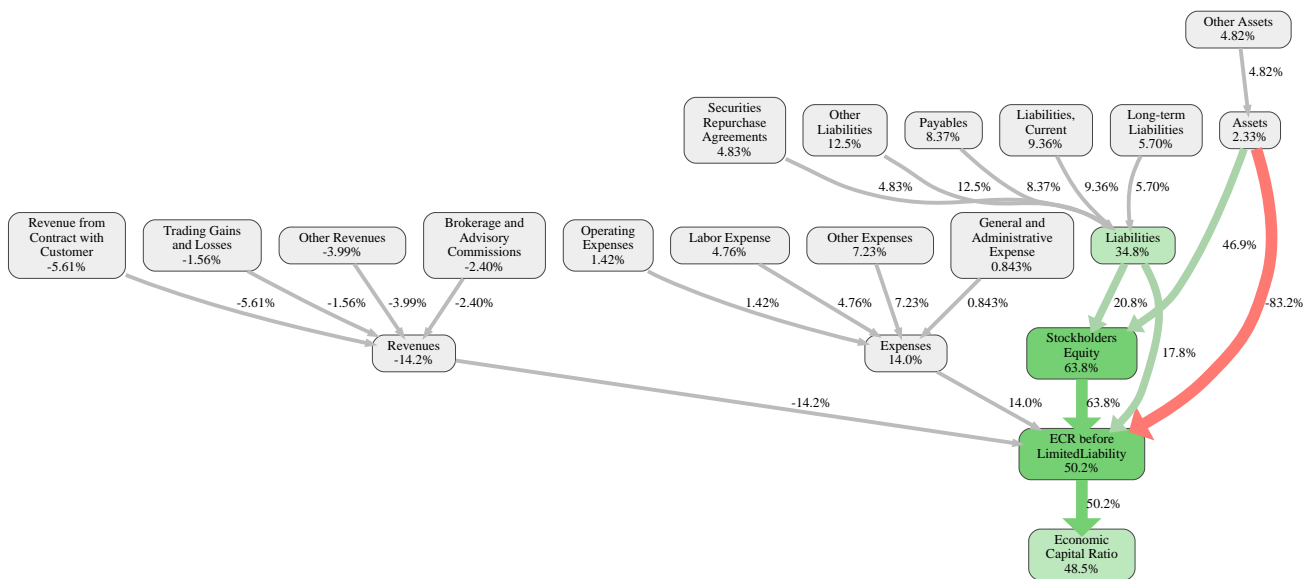 Other Assets
4.82%
4.82%
Securities
Repurchase
Agreements
4.83%
Other
Liabilities
12.5%
Payables
8.37%
Liabilities,
Current
9.36%
Long-term
Liabilities
5.70%
Assets
2.33%
4.83%
12.5%
8.37%
9.36%
5.70%
Revenue from
Contract with
Customer
-5.61%
Trading Gains
and Losses
-1.56%
Other Revenues
-3.99%
Brokerage and
Advisory
Commissions
-2.40%
Operating
Expenses
1.42%
Labor Expense
4.76%
Other Expenses
7.23%
General and
Administrative
Expense
0.843%
Liabilities
34.8%
46.9%
-5.61%
-1.56%
-3.99%
-2.40%
1.42%
4.76%
7.23%
0.843%
20.8%
-83.2%
Revenues
-14.2%
Expenses
14.0%
Stockholders
Equity
63.8%
17.8%
-14.2%
14.0%
63.8%
ECR before
LimitedLiability
50.2%
50.2%
Economic
Capital Ratio
48.5%